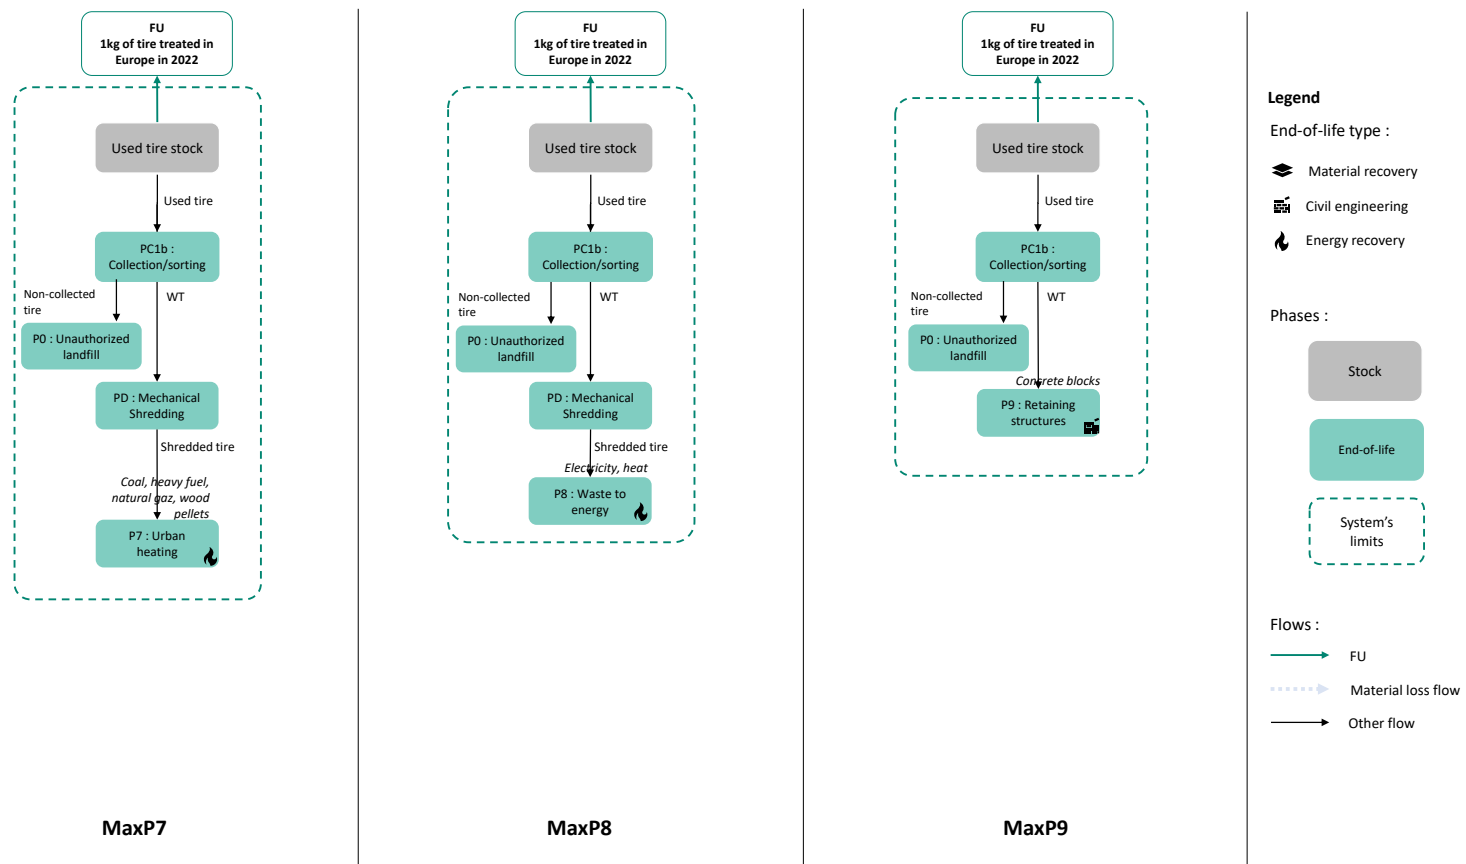 FU
1kg of tire treated in
Europe in 2022
Used tire stock
Used tire
PC1b :
Collection/sorting
Non-collected
tire
WT
P0 : Unauthorized
landfill
PD : Mechanical
Shredding
Shredded tire
Coal, heavy fuel,
natural gaz, wood
pellets
P7 : Urban
heating
MaxP7
FU
1kg of tire treated in
Europe in 2022
Used tire stock
Used tire
PC1b :
Collection/sorting
Non-collected
tire
WT
P0 : Unauthorized
landfill
PD : Mechanical
Shredding
Shredded tire
Electricity, heat
P8 : Waste to
energy
MaxP8
FU
1kg of tire treated in
Europe in 2022
Used tire stock
Used tire
PC1b :
Collection/sorting
Non-collected
tire
WT
P0 : Unauthorized
landfill
Concrete blocks
P9 : Retaining
structures
MaxP9
Legend
End-of-life type :
Material recovery
Civil engineering
Energy recovery
Phases :
Stock
End-of-life
System's
limits
Flows :
FU
Material loss flow
Other flow